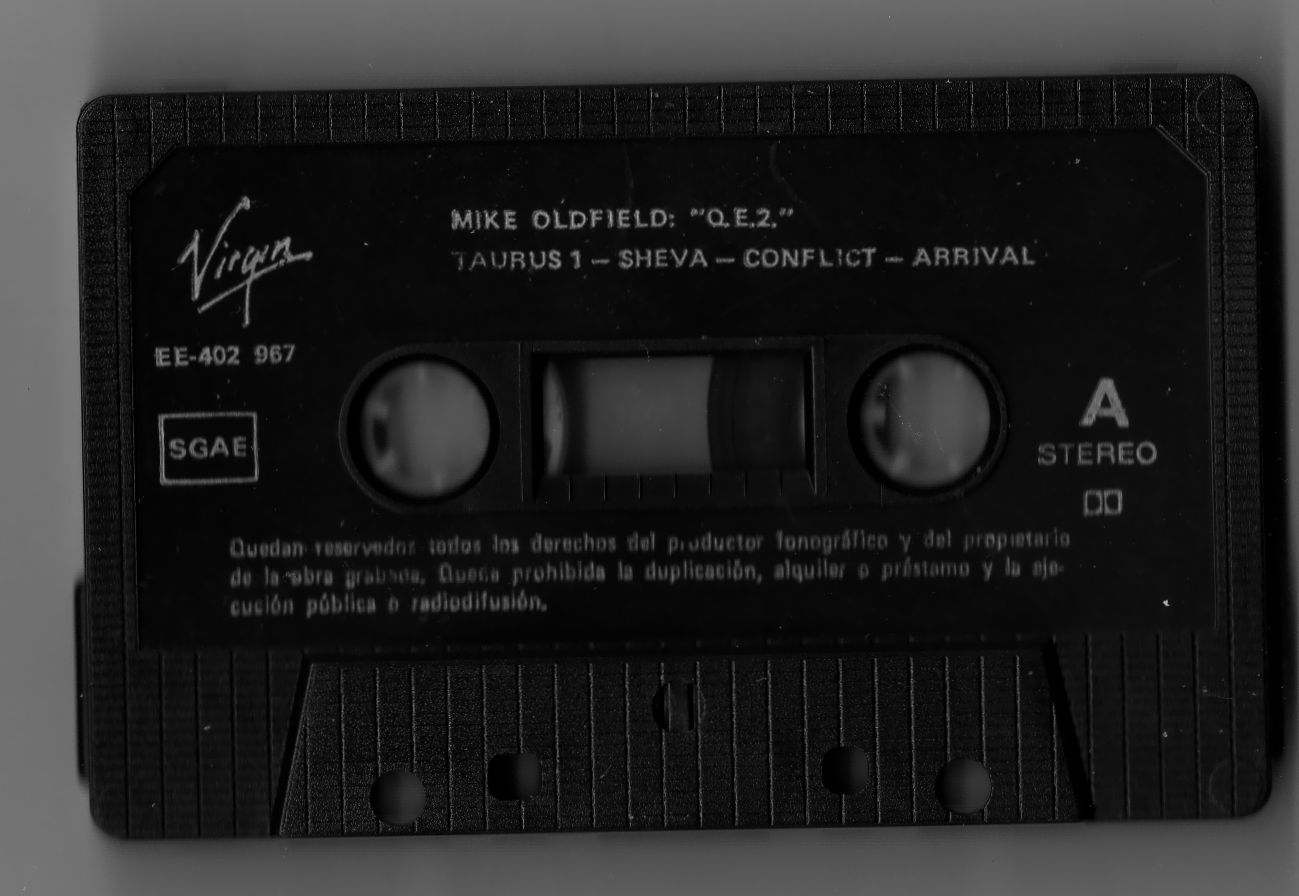 Virgin
MIKE OLDFIELD: "Q.E.2."
TAURUS 1 – SHEVA – CONFLICT – ARRIVAL
EE-402 967
SGAE
A
STEREO
Quedan reservados todos los derechos del productor fonográfico y del propietario
de la obra grabada. Queda prohibida la duplicación, alquiler o préstamo y la eje-
cución pública o radiodifusión.